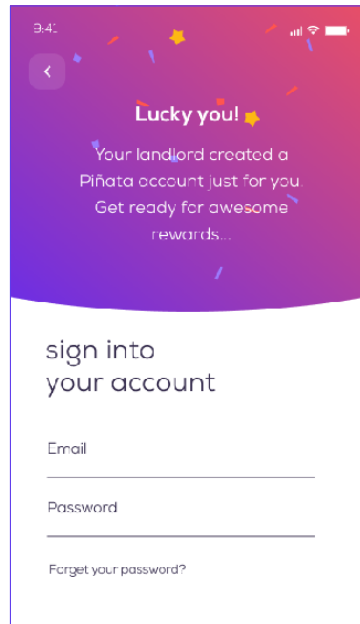 9:41
Lucky you!
Your landlord created a
Piñata account just for you.
Get ready for awesome
rewards...
sign into
your account
Email
Password
Forget your password?